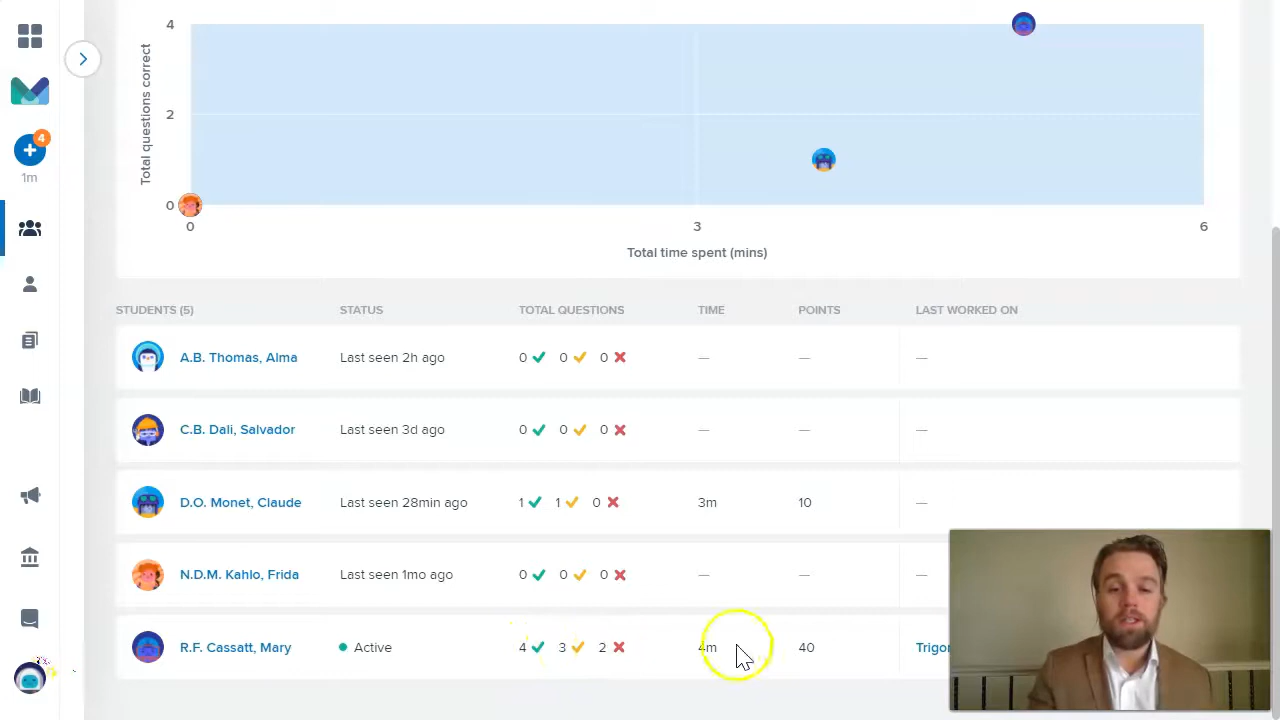 4
4
1m
Total questions correct
2
0
0
3
6
Total time spent (mins)
STUDENTS (5)
STATUS
TOTAL QUESTIONS
TIME
POINTS
LAST WORKED ON
A.B. Thomas, Alma
Last seen 2h ago
0 0 0
—
—
—
C.B. Dali, Salvador
Last seen 3d ago
0 0 0
—
—
—
D.O. Monet, Claude
Last seen 28min ago
1 1 0
3m
10
—
N.D.M. Kahlo, Frida
Last seen 1mo ago
0 0 0
—
—
R.F. Cassatt, Mary
Active
4 3 2
4m
40
Trigor